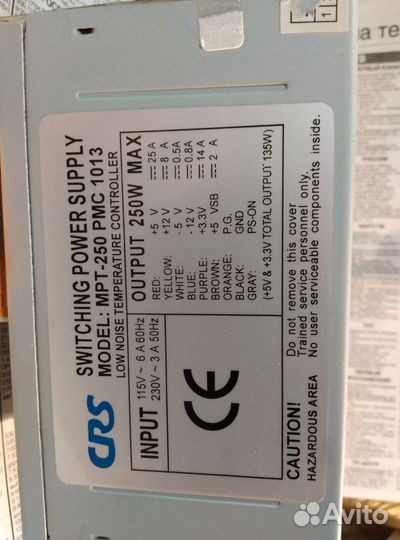 CRS
SWITCHING POWER SUPPLY
MODEL: MPT-250 PMC 1013
LOW NOISE TEMPERATURE CONTROLLER
INPUT
115V ~ 6 A 60Hz
230V ~ 3 A 50Hz
OUTPUT 250W MAX
RED: +5 V ⎓ 25 A
YELLOW: +12 V ⎓ 8 A
WHITE: - 5 V ⎓ 0.5A
BLUE: - 12 V ⎓ 0.8A
PURPLE: +3.3V ⎓ 14 A
BROWN: +5 VSB ⎓ 2 A
ORANGE: P.G.
BLACK: GND
GRAY: PS-ON
(+5V & +3.3V TOTAL OUTPUT 135W)
CE
CAUTION!
HAZARDOUS AREA
Do not remove this cover
Trained service personnel only.
No user serviceable components inside.
Avito